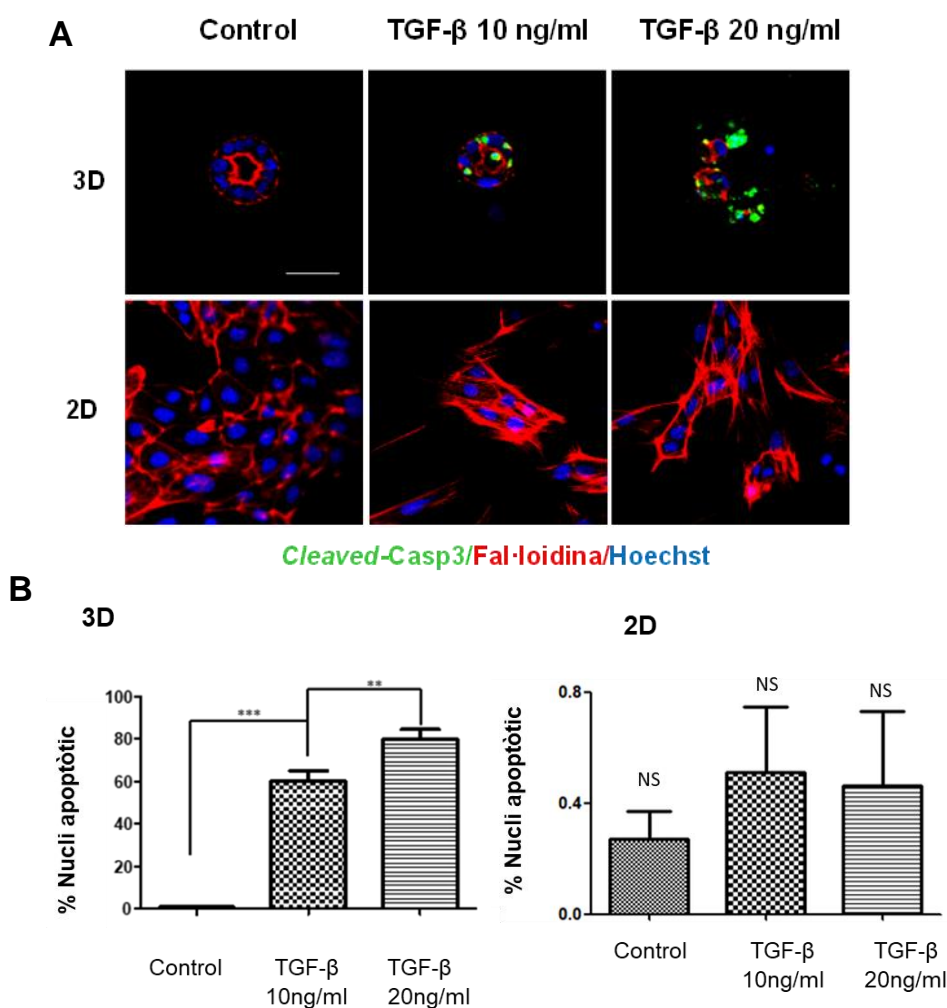 A
Control TGF-β 10 ng/ml TGF-β 20 ng/ml
3D
2D
Cleaved-Casp3/Fal·loidina/Hoechst
B
3D
% Nucli apoptòtic
100
80
60
40
20
0
***
**
Control
TGF-β
10ng/ml
TGF-β
20ng/ml
2D
% Nucli apoptòtic
0.8
0.4
0.0
NS
NS
NS
Control
TGF-β
10ng/ml
TGF-β
20ng/ml